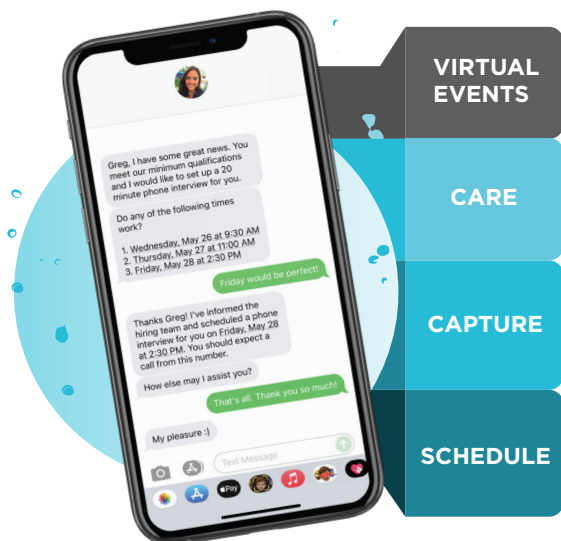 Greg, I have some great news. You
meet our minimum qualifications
and I would like to set up a 20
minute phone interview for you.
Do any of the following times
work?
1. Wednesday, May 26 at 9:30 AM
2. Thursday, May 27 at 11:00 AM
3. Friday, May 28 at 2:30 PM
Friday would be perfect!
Thanks Greg! I've informed the
hiring team and scheduled a phone
interview for you on Friday, May 28
at 2:30 PM. You should expect a
call from this number.
How else may I assist you?
That's all. Thank you so much!
My pleasure :)
Text Message
Pay
VIRTUAL
EVENTS
CARE
CAPTURE
SCHEDULE